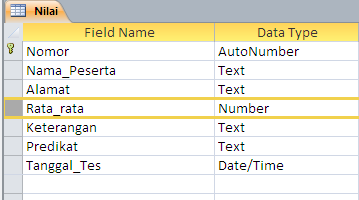 Nilai
Field Name Data Type
Nomor AutoNumber
Nama_Peserta Text
Alamat Text
Rata_rata Number
Keterangan Text
Predikat Text
Tanggal_Tes Date/Time